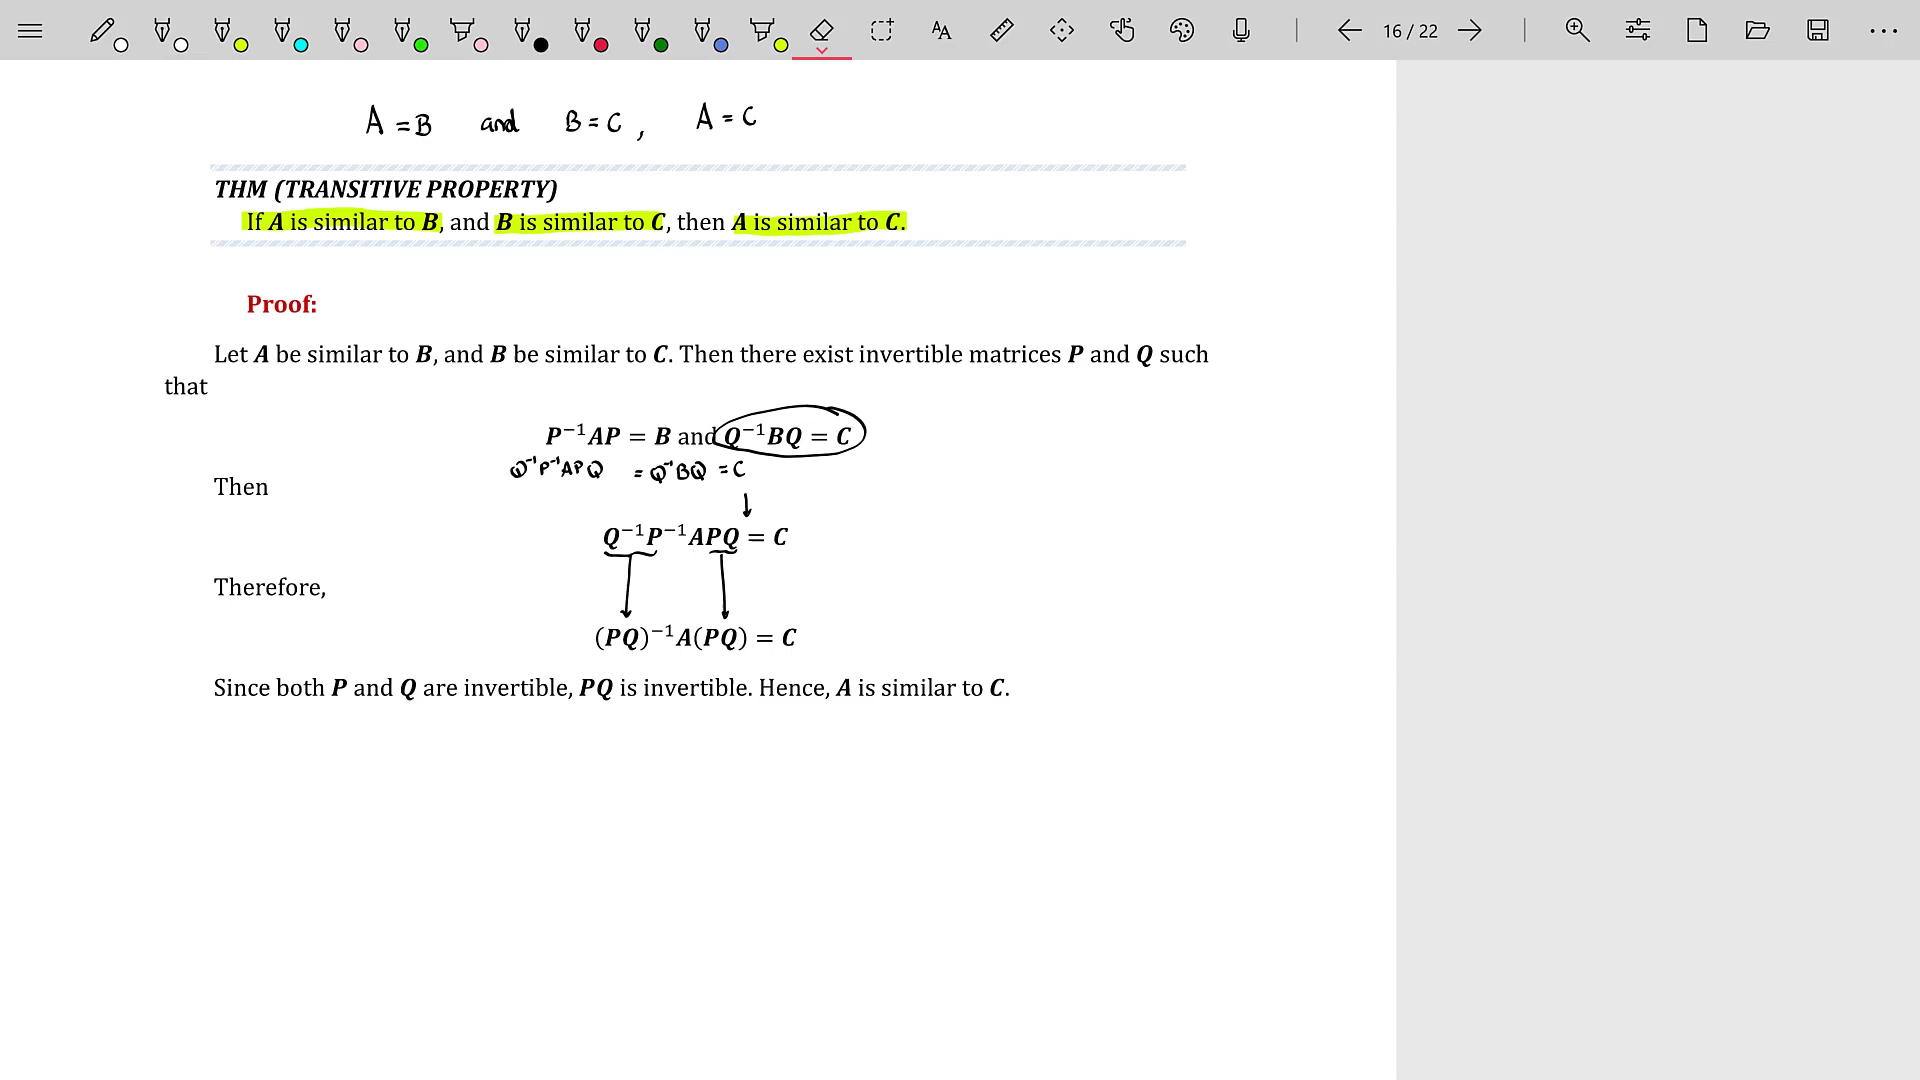 16 / 22
A = B and B = C , A = C
THM (TRANSITIVE PROPERTY)
If A is similar to B, and B is similar to C, then A is similar to C.
Proof:
Let A be similar to B, and B be similar to C. Then there exist invertible matrices P and Q such
that
P⁻¹AP = B and Q⁻¹BQ = C
Q⁻¹P⁻¹APQ = Q⁻¹BQ = C
Then
Q⁻¹P⁻¹APQ = C
Therefore,
(PQ)⁻¹A(PQ) = C
Since both P and Q are invertible, PQ is invertible. Hence, A is similar to C.